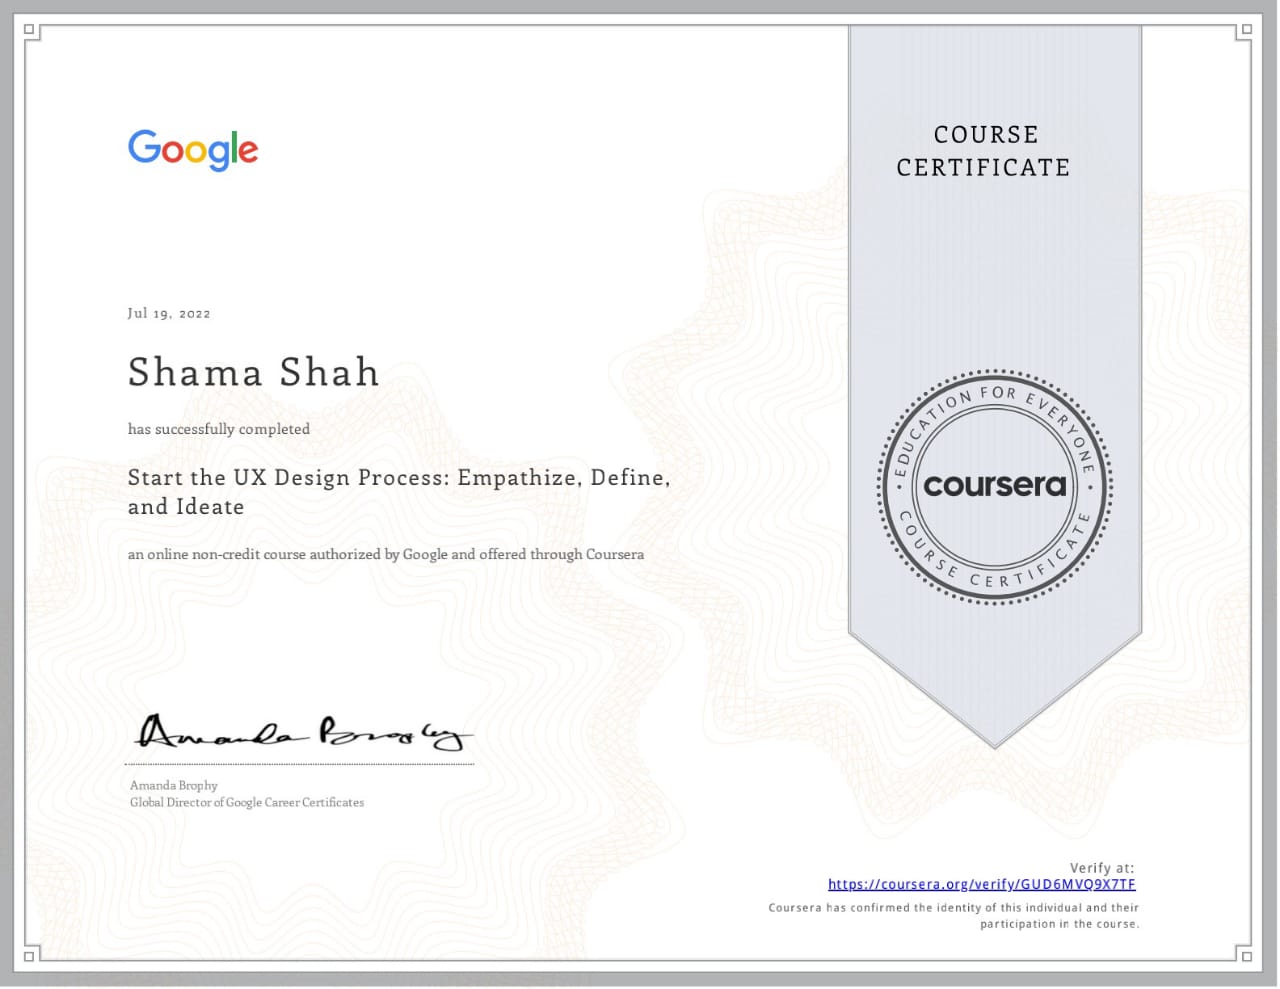 Google
COURSE
CERTIFICATE
Jul 19, 2022
Shama Shah
has successfully completed
Start the UX Design Process: Empathize, Define,
and Ideate
an online non-credit course authorized by Google and offered through Coursera
EDUCATION FOR EVERYONE
coursera
COURSE CERTIFICATE
Amanda Brophy
Amanda Brophy
Global Director of Google Career Certificates
Verify at:
https://coursera.org/verify/GUD6MVQ9X7TF
Coursera has confirmed the identity of this individual and their
participation in the course.